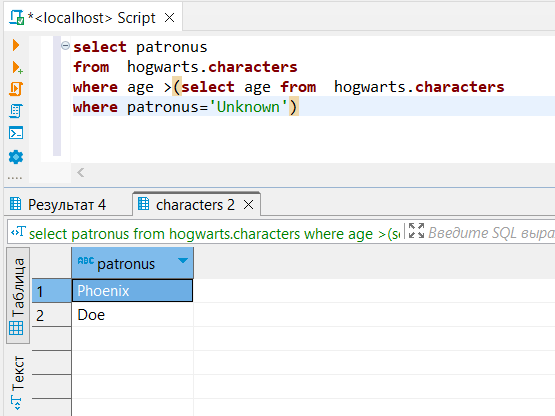 *<localhost> Script
select patronus
from  hogwarts.characters
where age >(select age from  hogwarts.characters
where patronus='Unknown')
Результат 4
characters 2
select patronus from hogwarts.characters where age >(s
Введите SQL выра
Таблица
Текст
ABC patronus
1 Phoenix
2 Doe